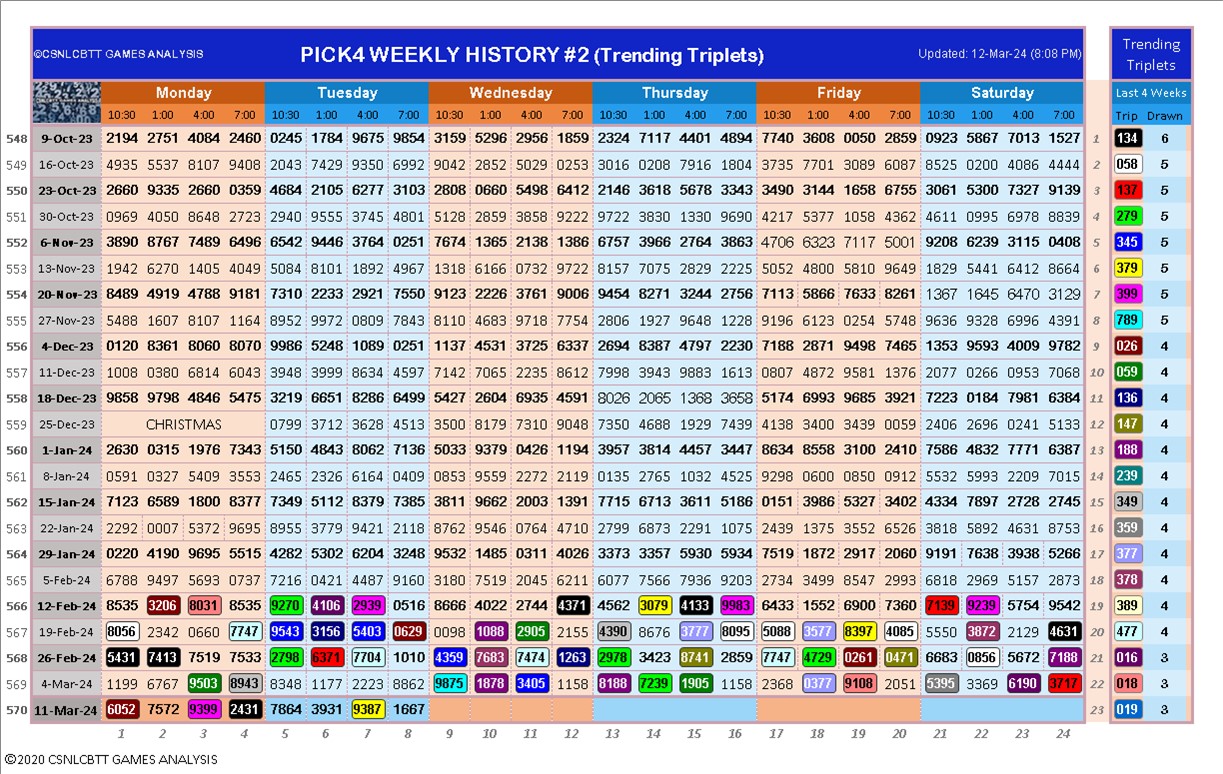 ©CSNLCBTT GAMES ANALYSIS PICK4 WEEKLY HISTORY #2 (Trending Triplets) Updated: 12-Mar-24 (8:08 PM)
Trending
Triplets
Monday Tuesday Wednesday Thursday Friday Saturday Last 4 Weeks
10:30 1:00 4:00 7:00 10:30 1:00 4:00 7:00 10:30 1:00 4:00 7:00 10:30 1:00 4:00 7:00 10:30 1:00 4:00 7:00 10:30 1:00 4:00 7:00 Trip Drawn
548 9-Oct-23 2194 2751 4084 2460 0245 1784 9675 9854 3159 5296 2956 1859 2324 7117 4401 4894 7740 3608 0050 2859 0923 5867 7013 1527 1 134 6
549 16-Oct-23 4935 5537 8107 9408 2043 7429 9350 6950 9042 2852 5029 0253 3016 0208 7916 1804 3735 7701 3089 6087 8525 0200 4086 4444 2 058 5
550 23-Oct-23 2660 9335 2660 0359 4684 2105 6277 3103 2808 0660 5498 6412 2146 3618 5678 3343 3490 3144 1658 6755 3061 5300 7327 9139 3 137 5
551 30-Oct-23 0969 4050 8648 2723 2940 9555 3745 4801 5128 2859 3858 9222 9722 3830 1330 9690 4217 5377 1058 4362 4611 0995 6978 8839 4 279 5
552 6-Nov-23 3890 8767 7489 6496 6542 9446 3764 0251 7674 1365 2138 1386 6757 3966 2764 3863 4706 6323 7117 5001 9208 6239 3115 0408 5 345 5
553 13-Nov-23 1942 6270 1405 4049 5084 8101 1892 4967 1318 6166 0732 9722 8157 7075 2829 2225 5052 4800 5810 9649 1829 5441 6412 8664 6 379 5
554 20-Nov-23 8489 4919 4788 9181 7310 2233 2921 7550 9123 2226 3761 9006 9454 8271 3244 2756 7113 5866 7633 8261 1367 1645 6470 3129 7 399 5
555 27-Nov-23 5488 1607 8107 1164 8952 9972 0809 7843 8110 4683 9718 7754 2806 1927 9648 1228 9196 6123 0254 5748 9636 9328 6996 4391 8 789 5
556 4-Dec-23 0120 8361 8060 8070 9986 5248 1089 0251 1137 4531 3725 6337 2694 8387 4797 2230 7188 2871 9498 7465 1353 9593 4009 9782 9 026 4
557 11-Dec-23 1008 0380 6814 6043 3948 3999 8634 4597 7142 7065 2235 8612 7998 3943 9883 1613 0807 4872 9581 1376 2077 0266 0953 7068 10 059 4
558 18-Dec-23 9858 9798 4846 5475 3219 6651 8286 6499 5427 2604 6935 4591 8026 2065 1368 3658 5174 6993 9685 3921 7223 0184 7981 6384 11 136 4
559 25-Dec-23 CHRISTMAS 0799 3712 3628 4513 3500 8179 7310 9048 7350 4688 1929 7439 4138 3400 3439 0059 2406 2696 0241 5133 12 147 4
560 1-Jan-24 2630 0315 1976 7343 5150 4843 8062 7136 5033 9379 0426 1194 3957 3814 4457 3447 8634 8558 3100 2410 7586 4832 7771 6387 13 188 4
561 8-Jan-24 0591 0327 5409 3553 2465 2326 6164 0409 0853 9559 2272 2119 0135 2765 1032 4525 9298 0600 0850 0912 5532 5993 2209 7015 14 239 4
562 15-Jan-24 7123 6589 1800 8377 7349 5112 8379 7385 3811 9662 2003 1391 7715 6713 3611 5186 0151 3986 5327 3402 4334 7897 2728 2745 15 349 4
563 22-Jan-24 2292 0007 5372 9695 8955 3779 9421 2118 8762 9546 0764 4710 2799 6873 2291 1075 2439 1375 3552 6526 3818 5892 4631 8753 16 359 4
564 29-Jan-24 0220 4190 9695 5515 4282 5302 6204 3248 9532 1485 0311 4026 3373 3357 5930 5934 7519 1872 2917 2060 9191 7638 3938 5266 17 377 4
565 5-Feb-24 6788 9497 5693 0737 7216 0421 4487 9160 3180 7519 2045 6211 6077 7566 7936 9203 2734 3499 8547 2993 6818 2969 5157 2873 18 378 4
566 12-Feb-24 8535 3206 8031 8535 9270 4106 2939 0516 8666 4022 2744 4371 4562 3079 4133 9983 6433 1552 6900 7360 7139 9239 5754 9542 19 389 4
567 19-Feb-24 8056 2342 0660 7747 9543 3156 5403 0629 0098 1088 2905 2155 4390 8676 3777 8095 5088 3577 8397 4085 5550 3872 2129 4631 20 477 4
568 26-Feb-24 5431 7413 7519 7533 2798 6371 7704 1010 4359 7683 7474 1263 2978 3423 8741 2859 7747 4729 0261 0471 6683 0856 5672 7188 21 016 3
569 4-Mar-24 1199 6767 9503 8943 8348 1177 2223 8862 9875 1878 3405 1158 8188 7239 1905 1158 2368 0377 9108 2051 5395 3369 6190 3717 22 018 3
570 11-Mar-24 6052 7572 9399 2431 7864 3931 9387 1667 23 019 3
1 2 3 4 5 6 7 8 9 10 11 12 13 14 15 16 17 18 19 20 21 22 23 24
©2020 CSNLCBTT GAMES ANALYSIS